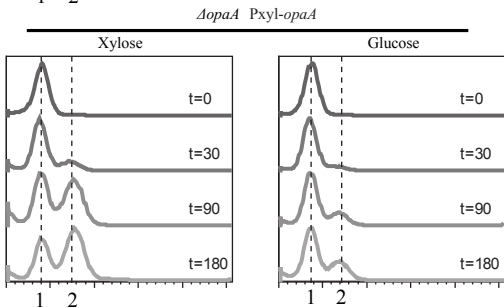 ΔopaA Pxyl-opaA
Xylose
Glucose
t=0
t=30
t=90
t=180
1 2
t=0
t=30
t=90
t=180
1 2